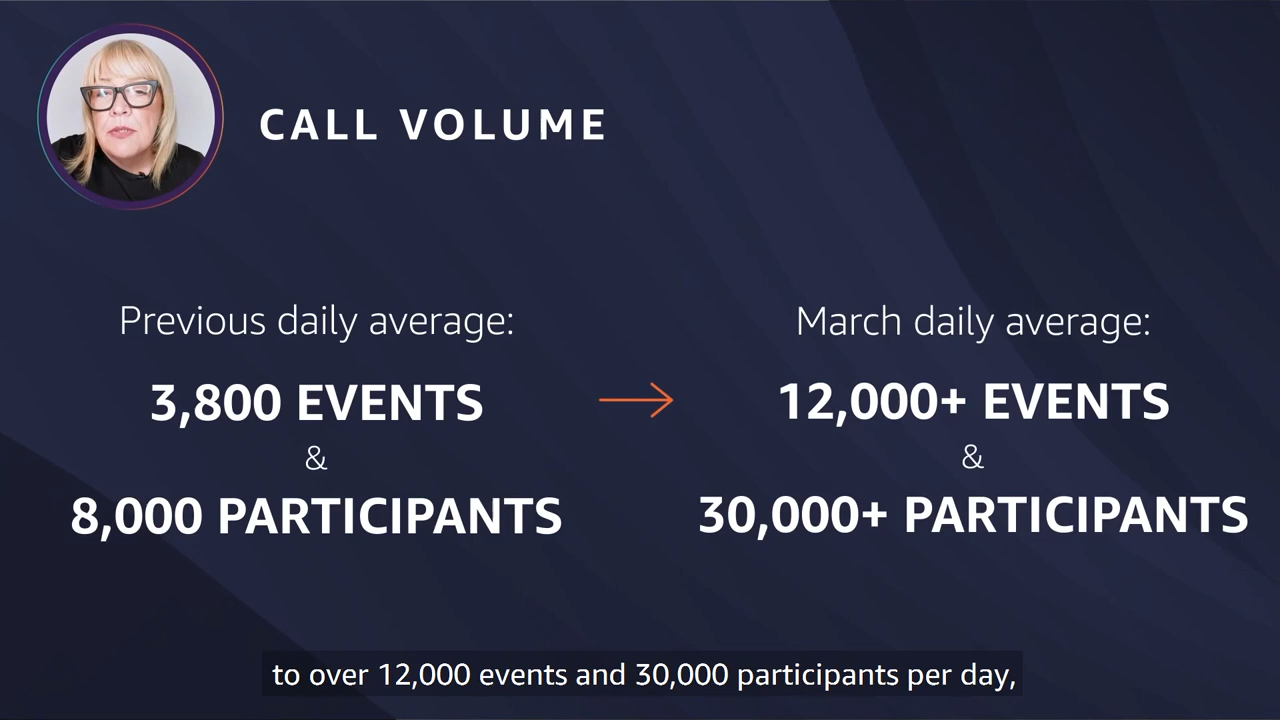 CALL VOLUME
Previous daily average:
3,800 EVENTS
&
8,000 PARTICIPANTS
March daily average:
12,000+ EVENTS
&
30,000+ PARTICIPANTS
to over 12,000 events and 30,000 participants per day,